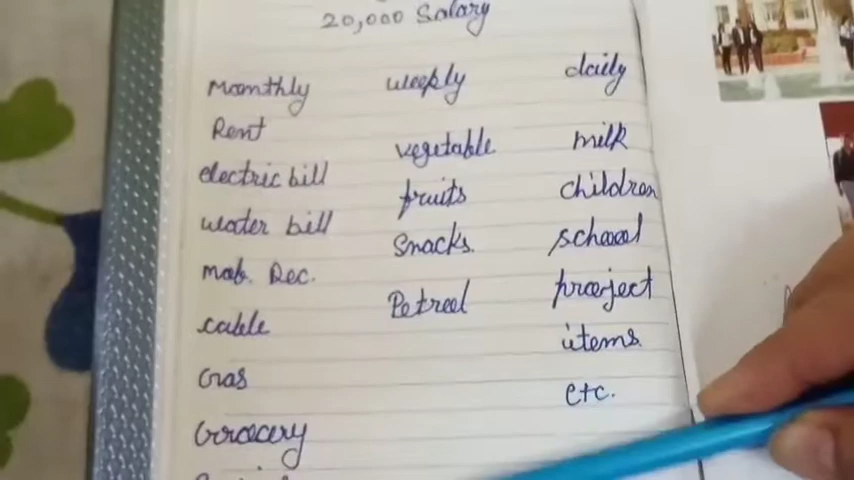 20,000 Salary
Monthly weekly daily
Rent
vegetable milk
electric bill
fruits children
water bill
Snacks school
mob. Rec.
Petrol project
cable
items
Gas
etc.
Grocery